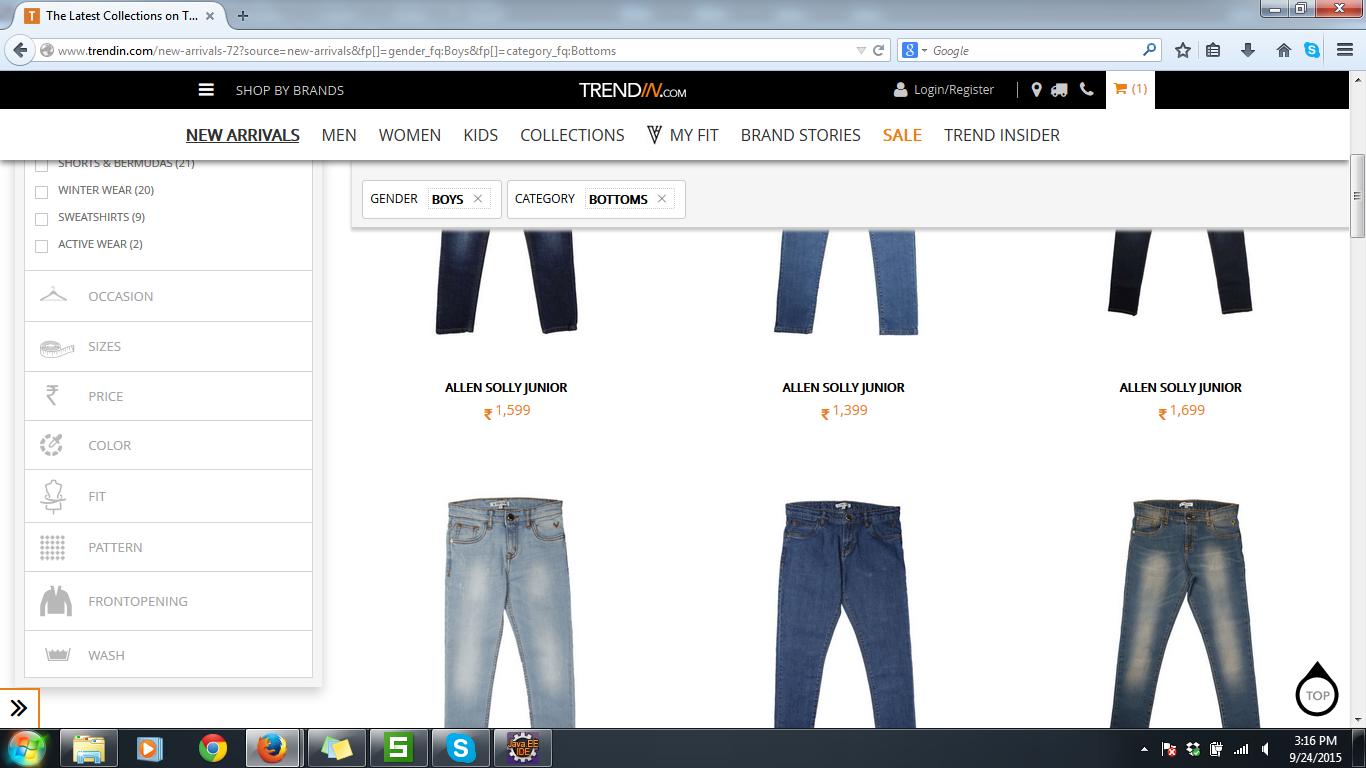 The Latest Collections on T...
www.trendin.com/new-arrivals-72?source=new-arrivals&fp[]=gender_fq:Boys&fp[]=category_fq:Bottoms
Google
SHOP BY BRANDS
TRENDIN.COM
Login/Register
(1)
NEW ARRIVALS MEN WOMEN KIDS COLLECTIONS MY FIT BRAND STORIES SALE TREND INSIDER
SHORTS & BERMUDAS (21)
WINTER WEAR (20)
SWEATSHIRTS (9)
ACTIVE WEAR (2)
OCCASION
SIZES
₹ PRICE
COLOR
FIT
PATTERN
FRONTOPENING
WASH
GENDER BOYS × CATEGORY BOTTOMS ×
ALLEN SOLLY JUNIOR
₹ 1,599
ALLEN SOLLY JUNIOR
₹ 1,399
ALLEN SOLLY JUNIOR
₹ 1,699
TOP
Java EE
IDE
3:16 PM
9/24/2015